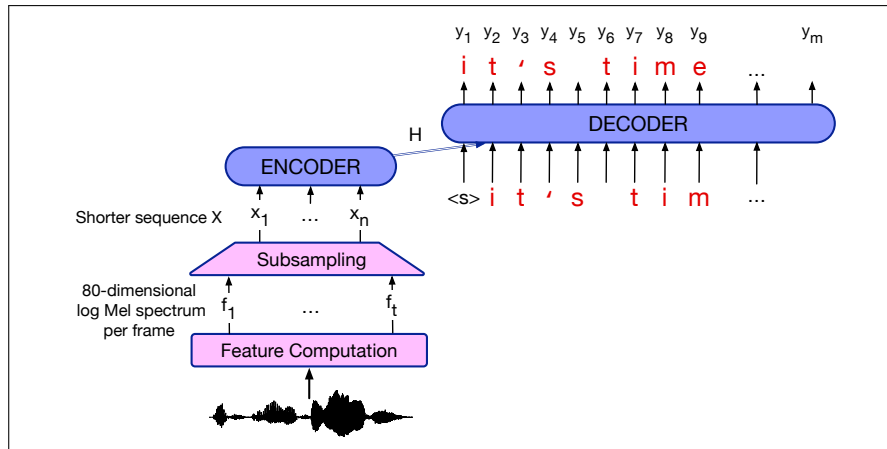 y1 y2 y3 y4 y5 y6 y7 y8 y9 ym
i t ‘ s t i m e ...
DECODER
H
ENCODER
<s> i t ‘ s t i m ...
Shorter sequence X x1 ... xn
Subsampling
80-dimensional
log Mel spectrum
per frame
f1 ... ft
Feature Computation